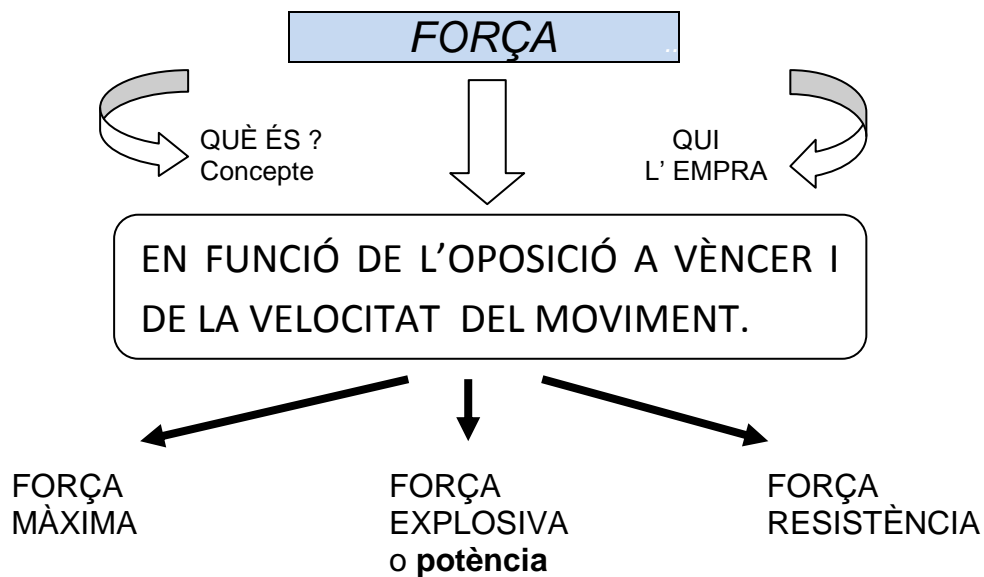 FORÇA ..
QUÈ ÉS ?
Concepte
QUI
L’ EMPRA
EN FUNCIÓ DE L’OPOSICIÓ A VÈNCER I
DE LA VELOCITAT DEL MOVIMENT.
FORÇA
MÀXIMA
FORÇA
EXPLOSIVA
o potència
FORÇA
RESISTÈNCIA